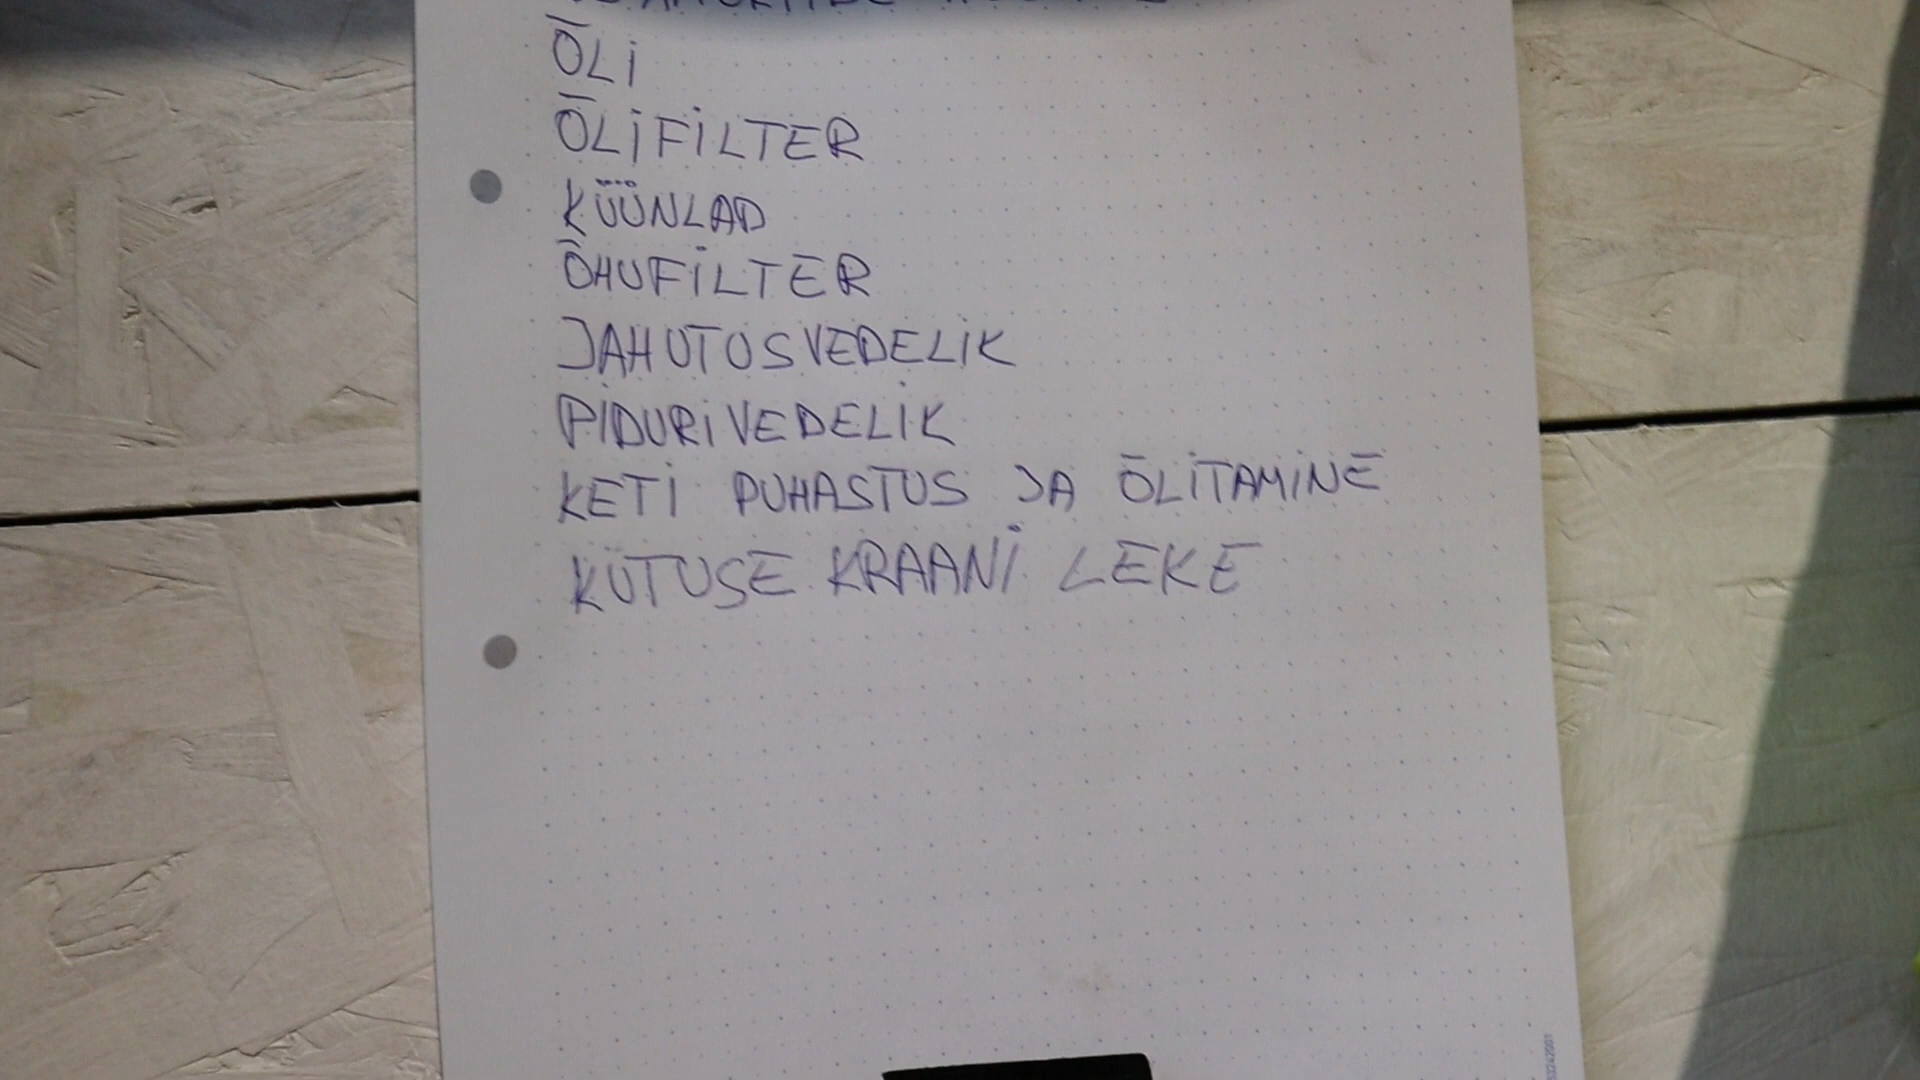 ÕLI
ÕLIFILTER
KÜÜNLAD
ÕHUFILTER
JAHUTUSVEDELIK
PIDURIVEDELIK
KETI PUHASTUS JA ÕLITAMINE
KÜTUSE KRAANI LEKE